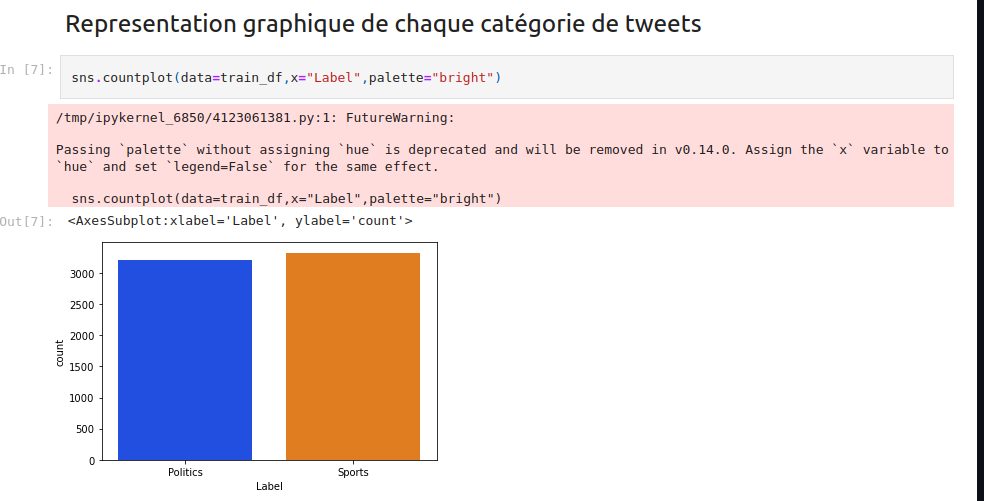 Representation graphique de chaque catégorie de tweets
In [7]:
sns.countplot(data=train_df,x="Label",palette="bright")
/tmp/ipykernel_6850/4123061381.py:1: FutureWarning:
Passing `palette` without assigning `hue` is deprecated and will be removed in v0.14.0. Assign the `x` variable to
`hue` and set `legend=False` for the same effect.
sns.countplot(data=train_df,x="Label",palette="bright")
Out[7]:
<AxesSubplot:xlabel='Label', ylabel='count'>
3000
2500
2000
1500
1000
500
0
count
Politics
Sports
Label